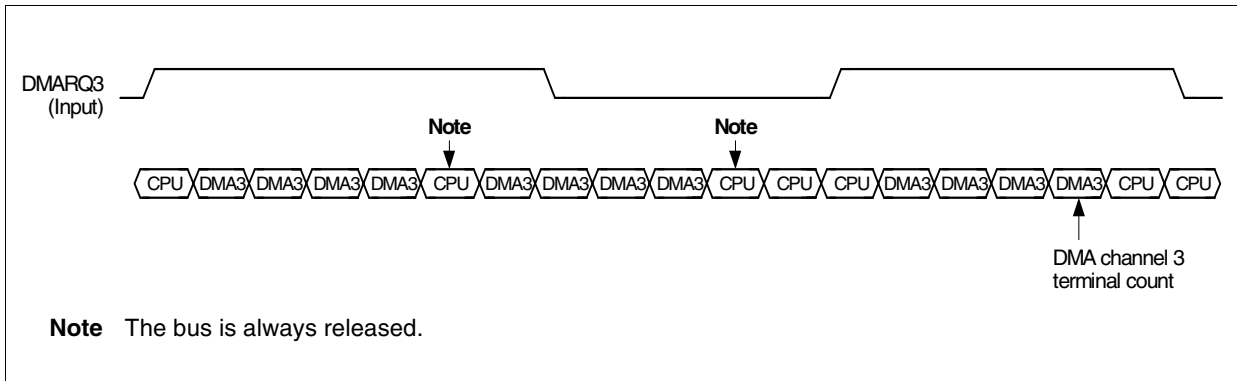 DMARQ3
(Input)
Note Note
CPU DMA3 DMA3 DMA3 DMA3 CPU DMA3 DMA3 DMA3 DMA3 CPU CPU CPU DMA3 DMA3 DMA3 DMA3 CPU CPU
DMA channel 3
terminal count
Note The bus is always released.